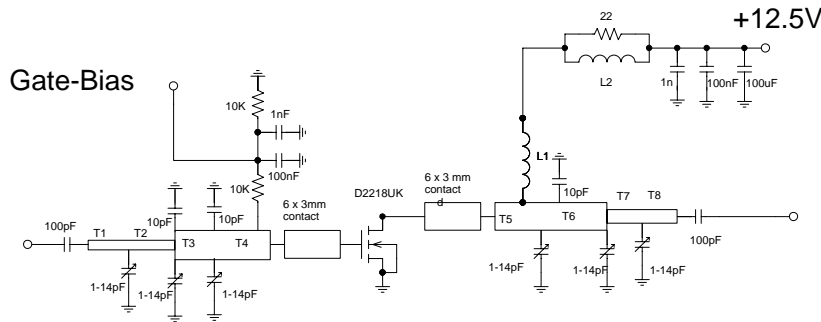 22
+12.5V
Gate-Bias
L2
1n
100nF
100uF
10K
1nF
L1
100nF
6 x 3 mm
contact
d
10K
D2218UK
10pF
6 x 3mm
contact
T7
T8
100pF
10pF
10pF
T1
T2
T3
T4
T5
T6
100pF
1-14pF
1-14pF
1-14pF
1-14pF
1-14pF
1-14pF